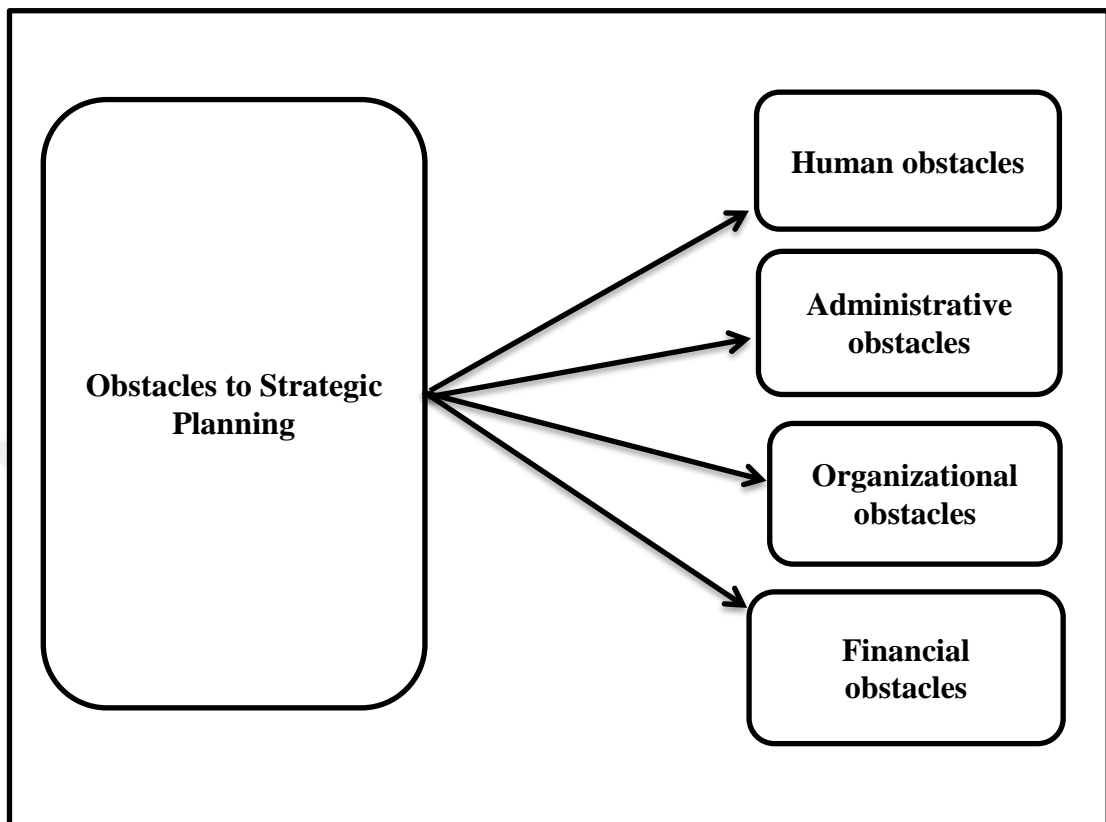 Obstacles to Strategic
Planning
Human obstacles
Administrative
obstacles
Organizational
obstacles
Financial
obstacles